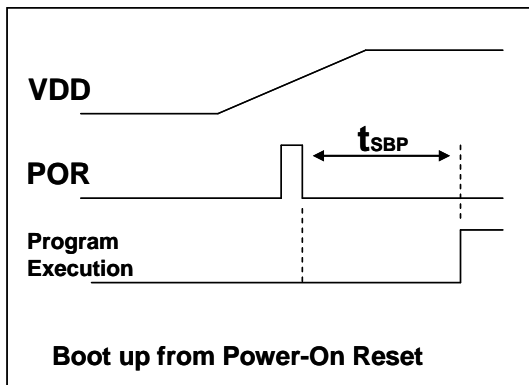 VDD
tSBP
POR
Program
Execution
Boot up from Power-On Reset